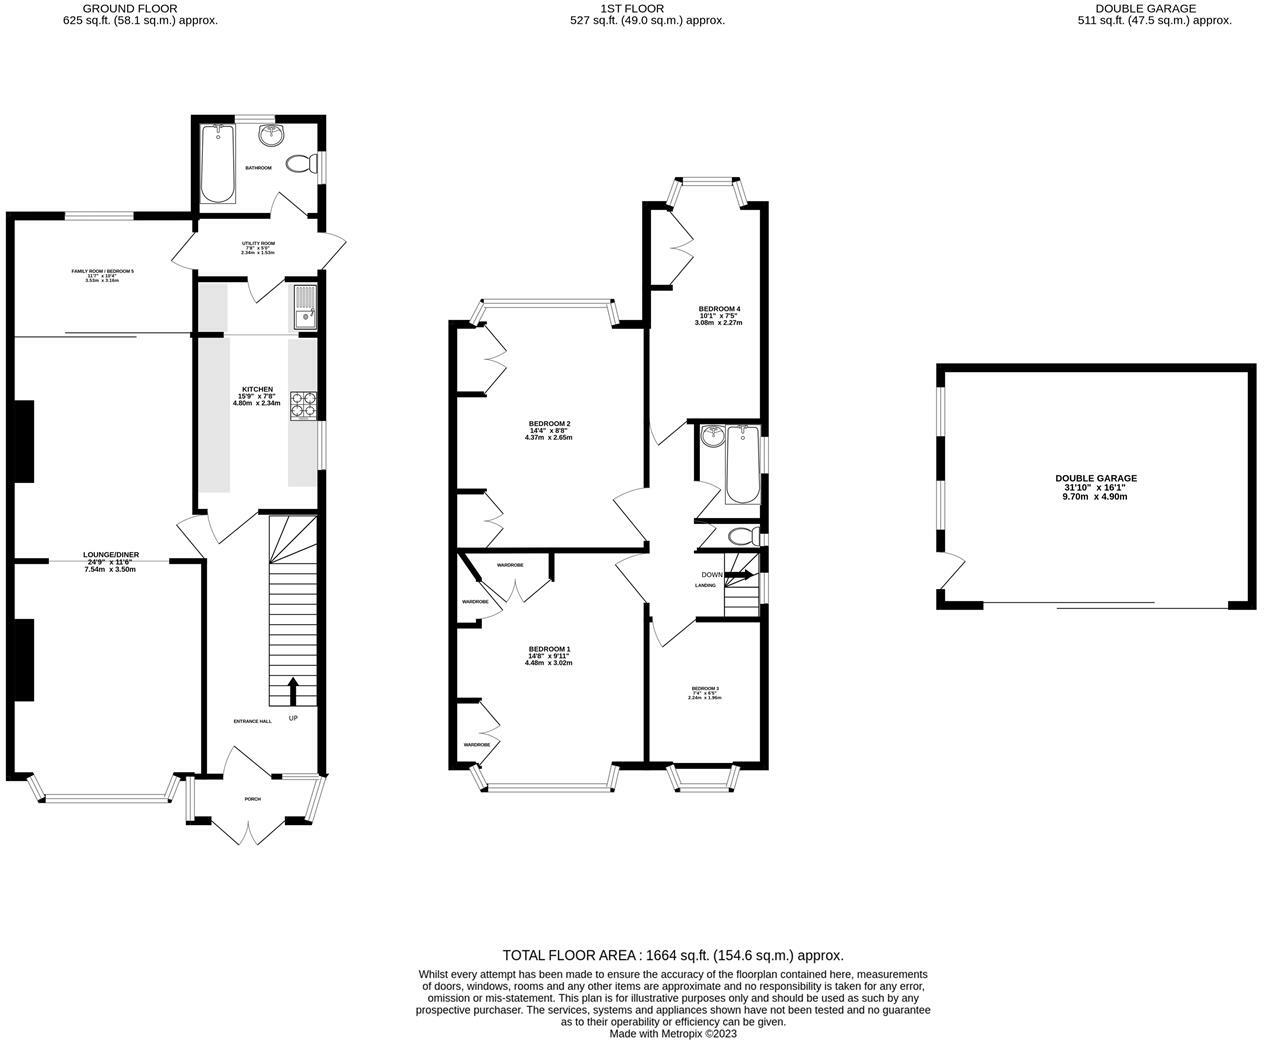 GROUND FLOOR
625 sq.ft. (58.1 sq.m.) approx.
1ST FLOOR
527 sq.ft. (49.0 sq.m.) approx.
DOUBLE GARAGE
511 sq.ft. (47.5 sq.m.) approx.
BATHROOM
UTILITY ROOM
7'8" x 5'0"
2.34m x 1.53m
FAMILY ROOM / BEDROOM 5
11'7" x 10'4"
3.53m x 3.16m
KITCHEN
15'9" x 7'8"
4.80m x 2.34m
LOUNGE/DINER
24'9" x 11'6"
7.54m x 3.50m
ENTRANCE HALL
UP
PORCH
BEDROOM 4
10'1" x 7'5"
3.08m x 2.27m
BEDROOM 2
14'4" x 8'8"
4.37m x 2.65m
WARDROBE
WARDROBE
DOWN
LANDING
BEDROOM 1
14'8" x 9'11"
4.48m x 3.02m
BEDROOM 3
7'4" x 6'5"
2.24m x 1.96m
WARDROBE
DOUBLE GARAGE
31'10" x 16'1"
9.70m x 4.90m
TOTAL FLOOR AREA : 1664 sq.ft. (154.6 sq.m.) approx.
Whilst every attempt has been made to ensure the accuracy of the floorplan contained here, measurements
of doors, windows, rooms and any other items are approximate and no responsibility is taken for any error,
omission or mis-statement. This plan is for illustrative purposes only and should be used as such by any
prospective purchaser. The services, systems and appliances shown have not been tested and no guarantee
as to their operability or efficiency can be given.
Made with Metropix ©2023